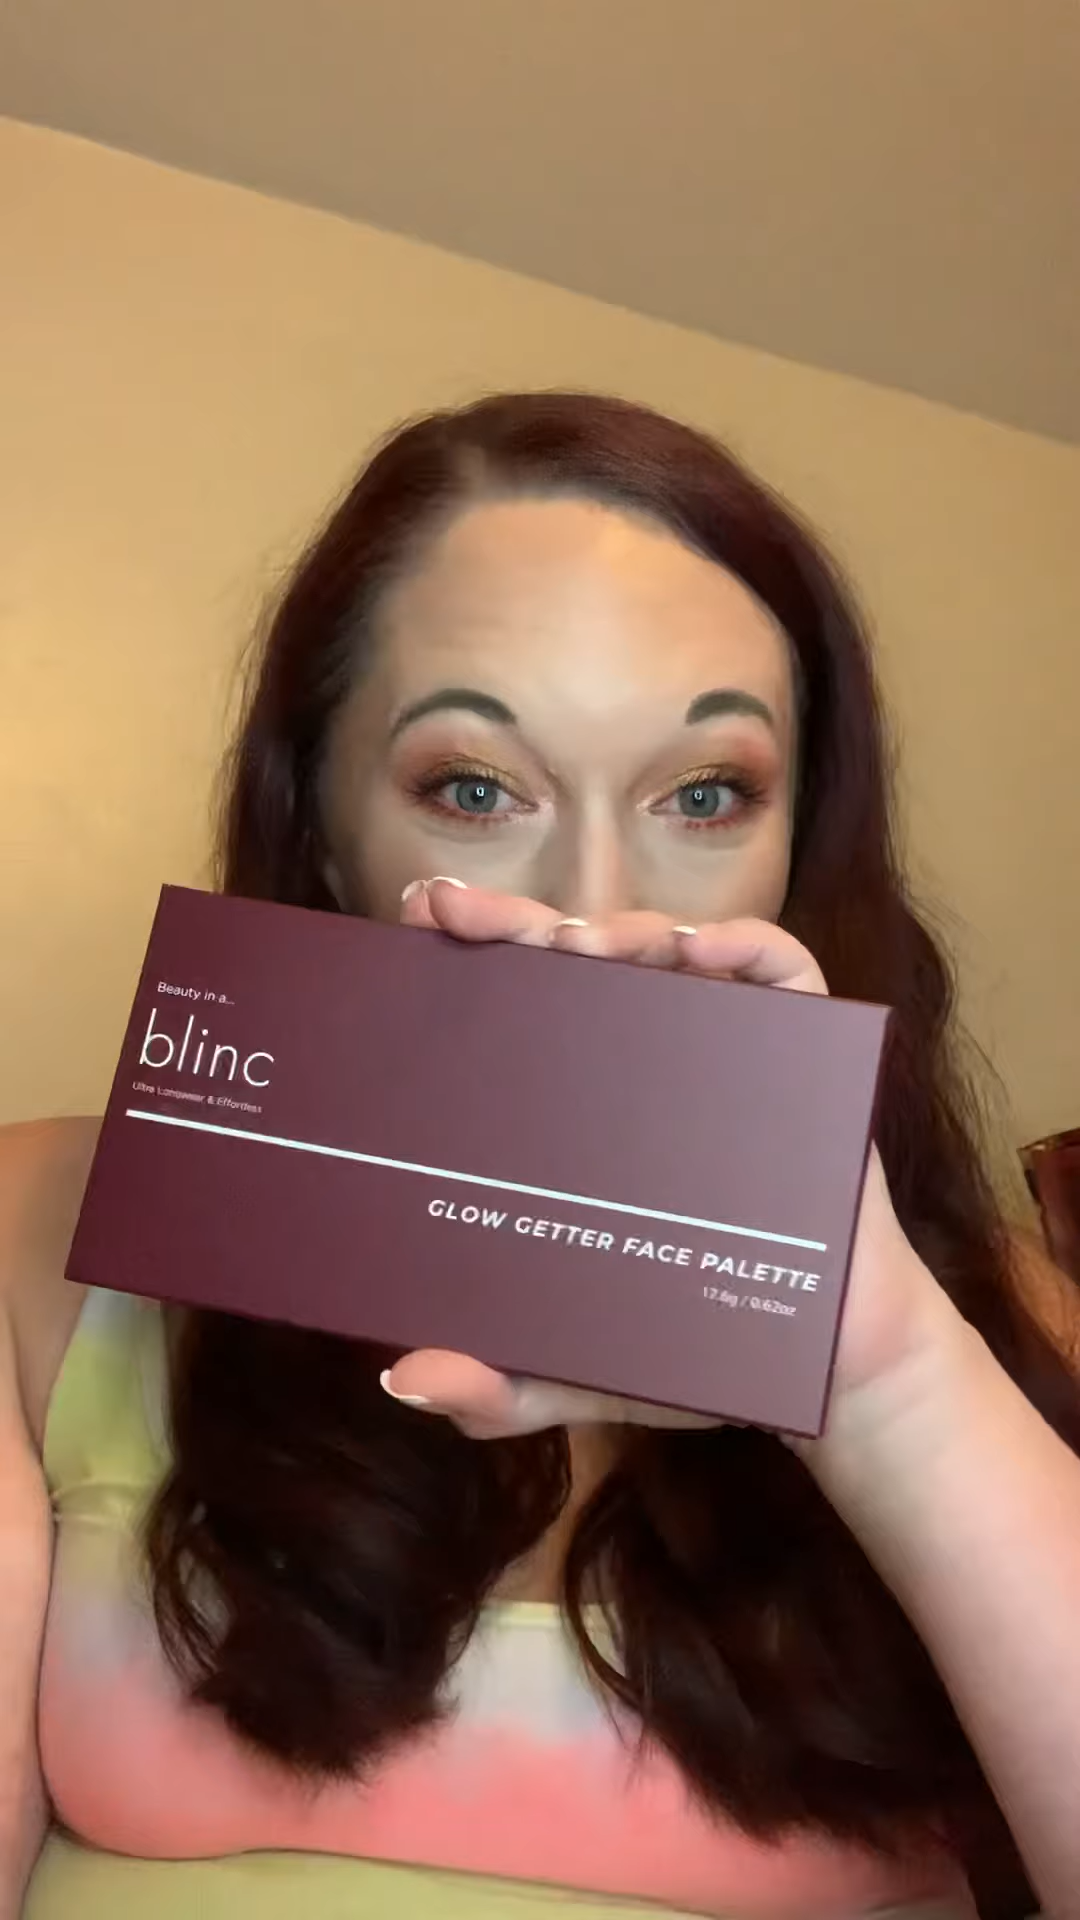 Beauty in a...
blinc
Ultra Longwear & Effortless
GLOW GETTER FACE PALETTE
17.6g / 0.62oz